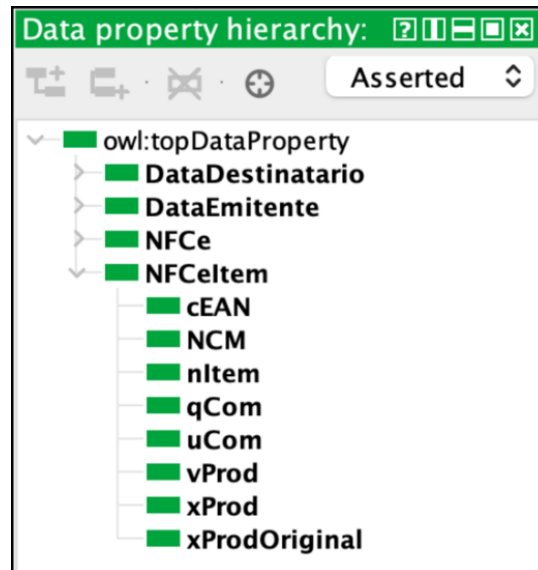 Data property hierarchy:
Asserted
owl:topDataProperty
DataDestinatario
DataEmitente
NFCe
NFCeItem
cEAN
NCM
nItem
qCom
uCom
vProd
xProd
xProdOriginal